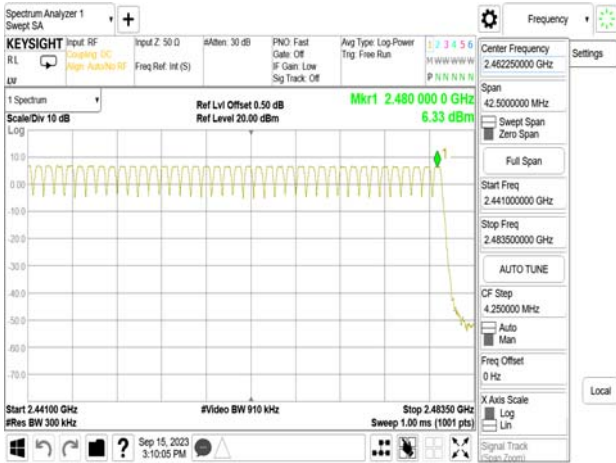 Spectrum Analyzer 1
Swept SA
Frequency
KEYSIGHT
Input: RF
Coupling: DC
Align: Auto/No RF
Input Z: 50 Ω
Freq Ref: Int (S)
#Atten: 30 dB
PNO: Fast
Gate: Off
IF Gain: Low
Sig Track: Off
Avg Type: Log-Power
Trig: Free Run
1 2 3 4 5 6
M W W W W W
P N N N N N
RL
LXI
1 Spectrum
Scale/Div 10 dB
Log
Ref Lvl Offset 0.50 dB
Ref Level 20.00 dBm
Mkr1 2.480 000 0 GHz
6.33 dBm
1
10.0
0.00
-10.0
-20.0
-30.0
-40.0
-50.0
-60.0
-70.0
Start 2.44100 GHz
#Res BW 300 kHz
#Video BW 910 kHz
Stop 2.48350 GHz
Sweep 1.00 ms (1001 pts)
Sep 15, 2023
3:10:05 PM
Center Frequency
2.462250000 GHz
Span
42.5000000 MHz
Swept Span
Zero Span
Full Span
Start Freq
2.441000000 GHz
Stop Freq
2.483500000 GHz
AUTO TUNE
CF Step
4.250000 MHz
Auto
Man
Freq Offset
0 Hz
X Axis Scale
Log
Lin
Signal Track
(Span Zoom)
Settings
Local